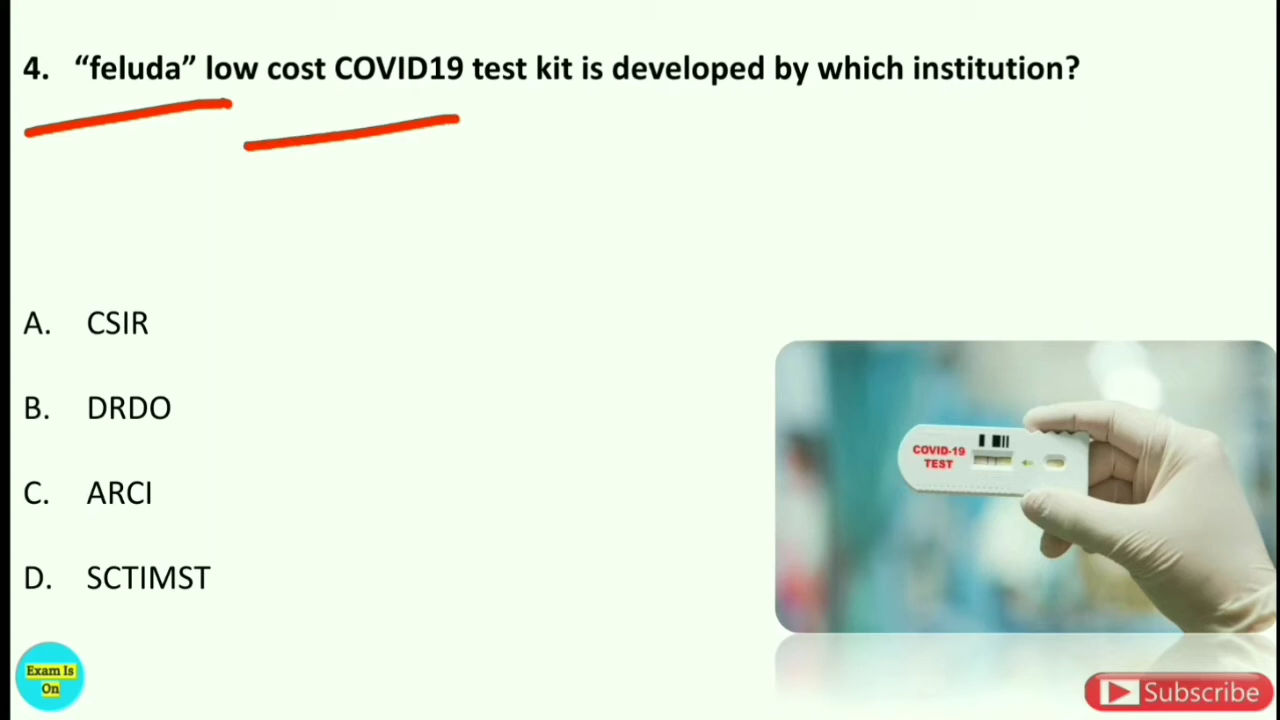 4. “feluda” low cost COVID19 test kit is developed by which institution?
A. CSIR
B. DRDO
C. ARCI
D. SCTIMST
COVID-19
TEST
Exam Is
On
Subscribe